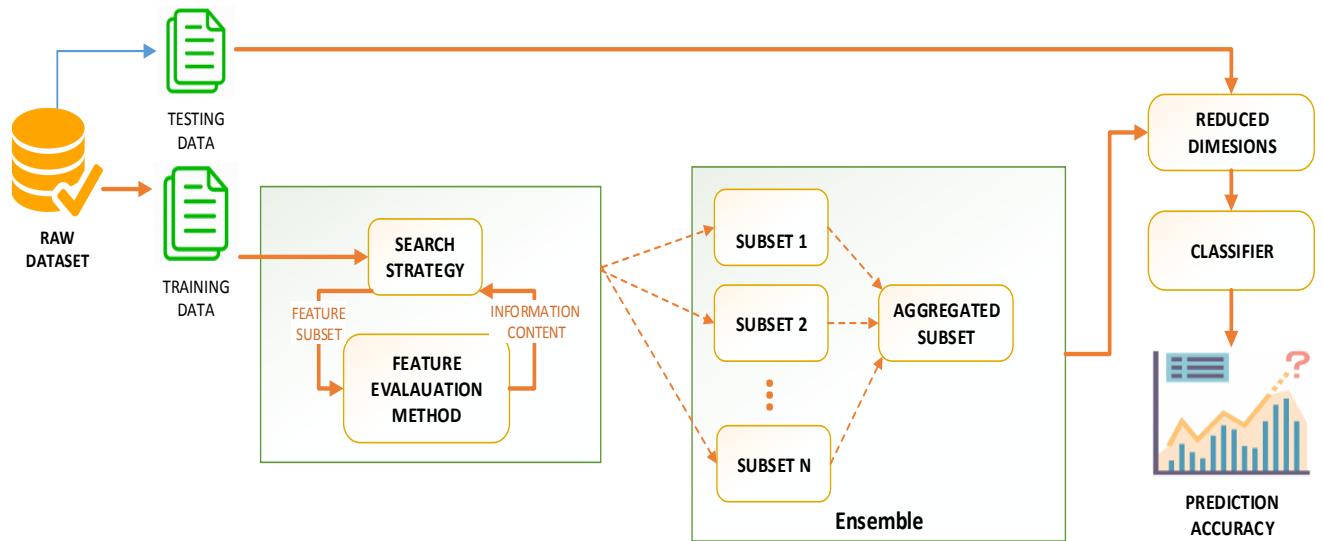 TESTING
DATA
RAW
DATASET
TRAINING
DATA
SEARCH
STRATEGY
FEATURE
SUBSET
INFORMATION
CONTENT
FEATURE
EVALAUATION
METHOD
SUBSET 1
SUBSET 2
SUBSET N
AGGREGATED
SUBSET
Ensemble
REDUCED
DIMESIONS
CLASSIFIER
?
PREDICTION
ACCURACY